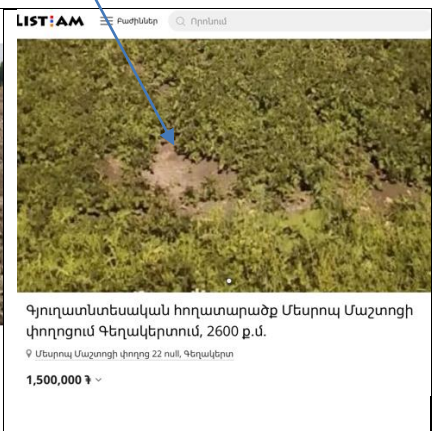 LIST.AM
Բաժիններ
Որոնում
Գյուղատնտեսական հողատարածք Մեսրոպ Մաշտոցի
փողոցում Գեղակերտում, 2600 ք.մ.
Մեսրոպ Մաշտոցի փողոց 22 null, Գեղակերտ
1,500,000 ֏